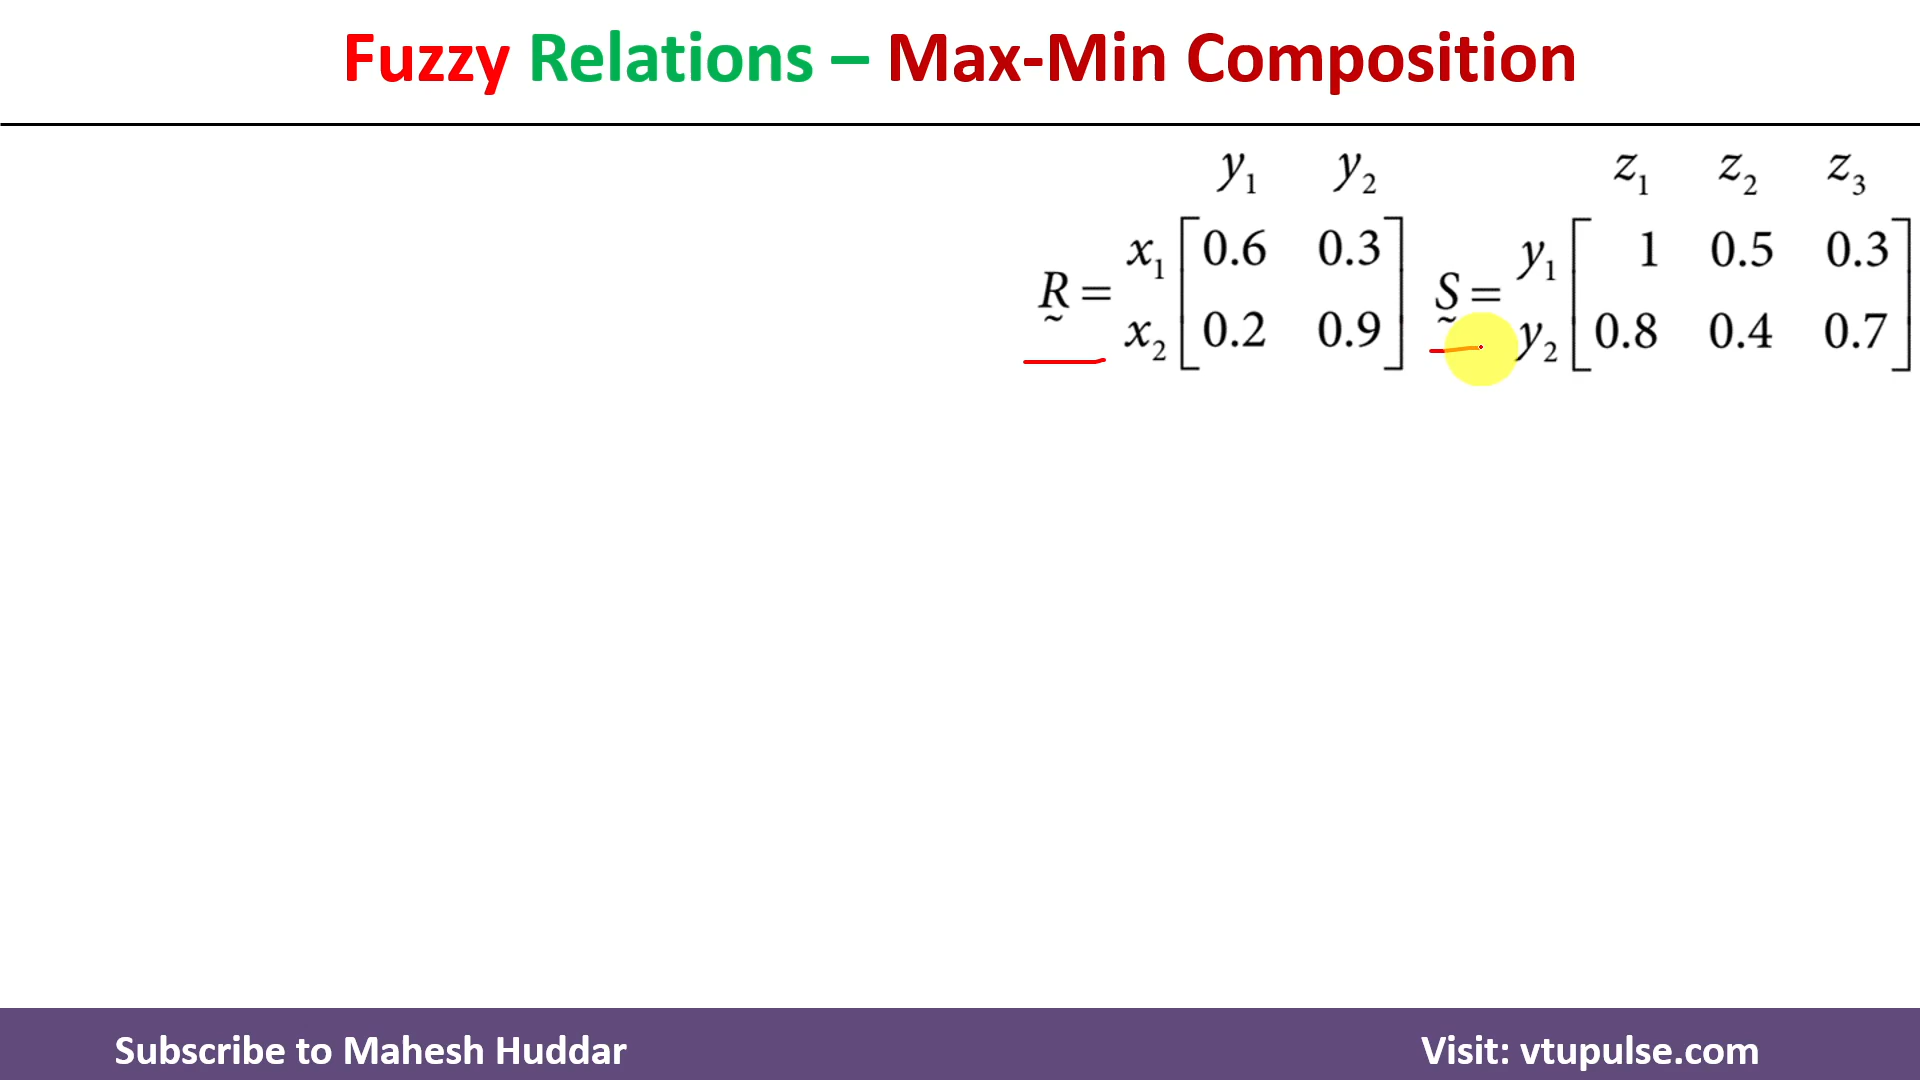 Fuzzy Relations – Max-Min Composition
y₁ y₂ z₁ z₂ z₃
x₁ 0.6 0.3 y₁ 1 0.5 0.3
R̰ = S̰ =
x₂ 0.2 0.9 y₂ 0.8 0.4 0.7
Subscribe to Mahesh Huddar Visit: vtupulse.com